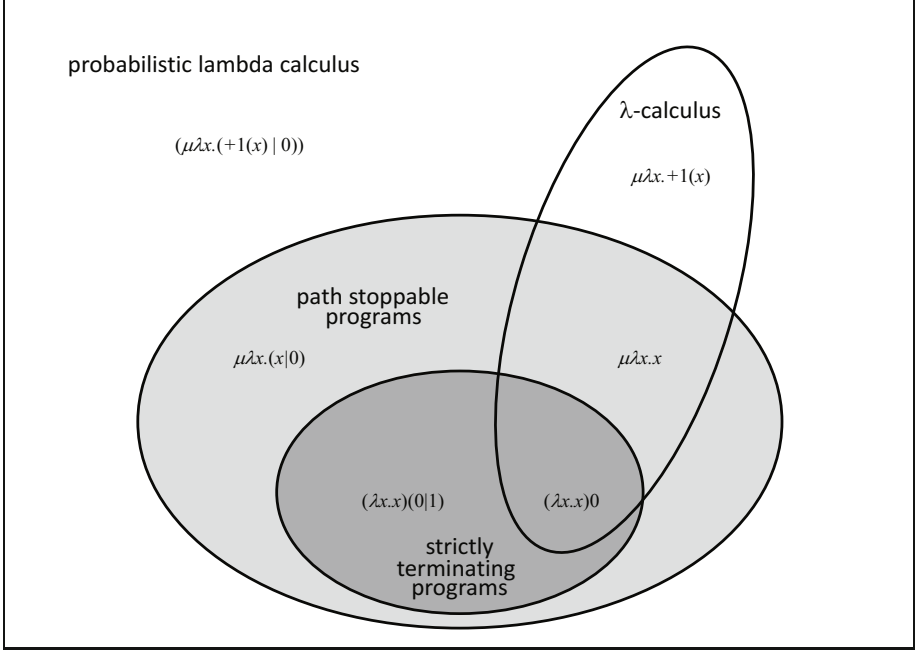 probabilistic lambda calculus
λ-calculus
(μλx.(+1(x) | 0))
μλx.+1(x)
path stoppable
programs
μλx.(x|0)
μλx.x
(λx.x)(0|1)
(λx.x)0
strictly
terminating
programs